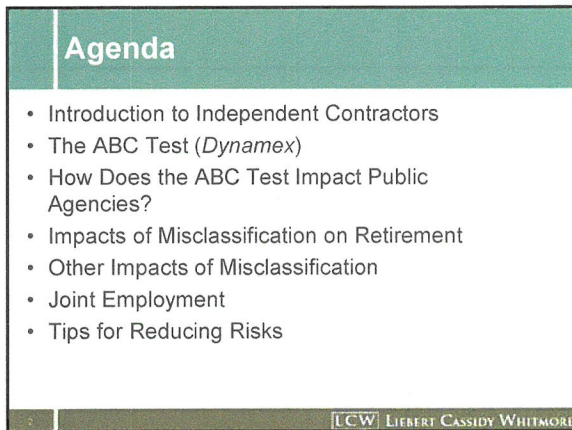 Agenda
• Introduction to Independent Contractors
• The ABC Test (Dynamex)
• How Does the ABC Test Impact Public
Agencies?
• Impacts of Misclassification on Retirement
• Other Impacts of Misclassification
• Joint Employment
• Tips for Reducing Risks
2
LCW LIEBERT CASSIDY WHITMORE